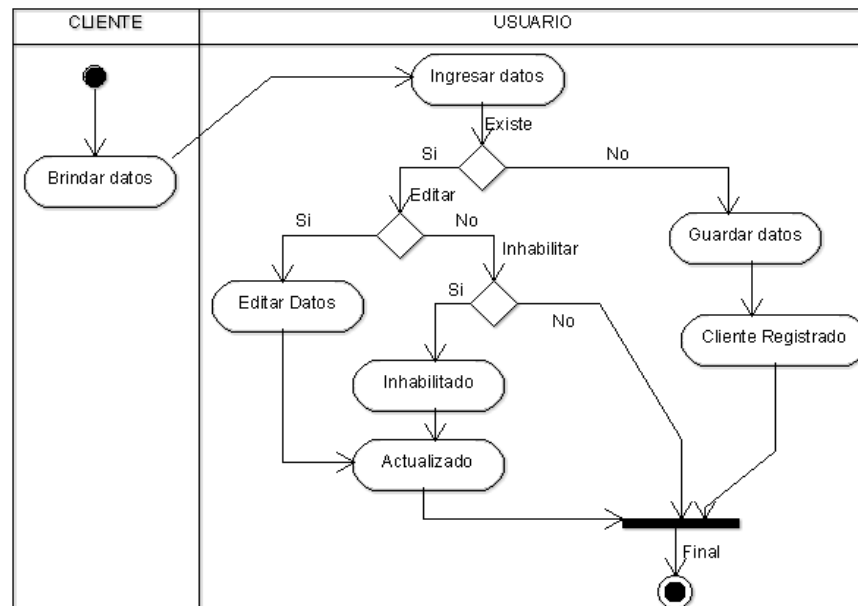 CLIENTE
USUARIO
Ingresar datos
Brindar datos
Existe
Si
No
Editar
Si
No
Guardar datos
Inhabilitar
Editar Datos
Si
No
Cliente Registrado
Inhabilitado
Actualizado
Final